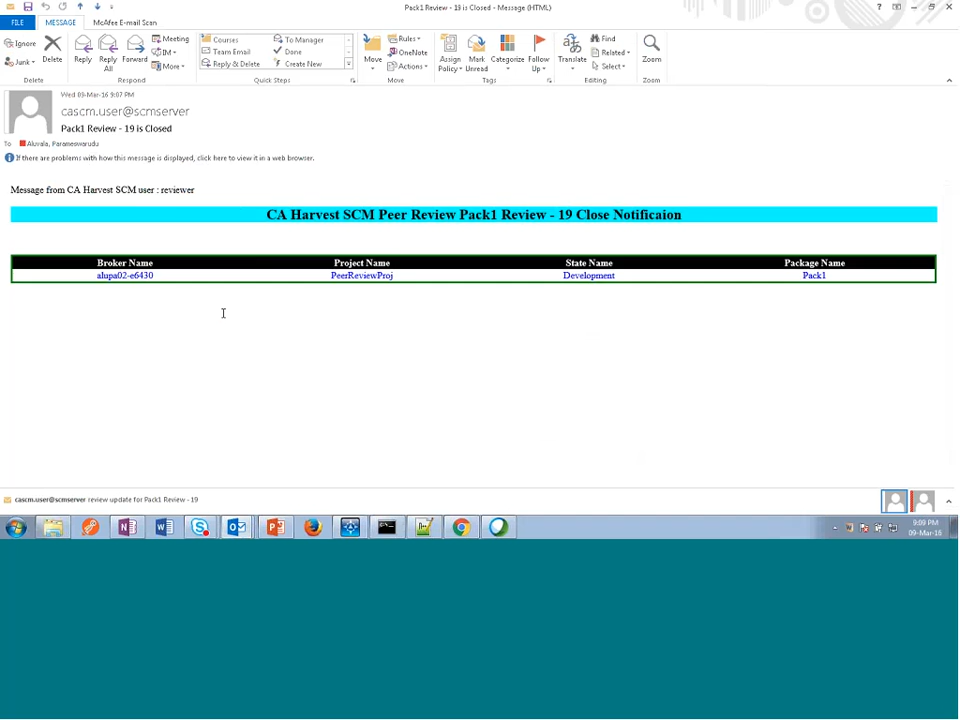 Pack1 Review - 19 is Closed - Message (HTML)
FILE MESSAGE McAfee E-mail Scan
Ignore
Junk
Delete
Reply
Reply All
Forward
Meeting
IM
More
Courses
Team Email
Reply & Delete
To Manager
Done
Create New
Move
Rules
OneNote
Actions
Assign Policy
Mark Unread
Categorize
Follow Up
Translate
Find
Related
Select
Zoom
Delete Respond Quick Steps Move Tags Editing Zoom
Wed 09-Mar-16 9:07 PM
cascm.user@scmserver
Pack1 Review - 19 is Closed
To Aluvala, Parameswarudu
If there are problems with how this message is displayed, click here to view it in a web browser.
Message from CA Harvest SCM user : reviewer
CA Harvest SCM Peer Review Pack1 Review - 19 Close Notificaion
Broker Name Project Name State Name Package Name
alupa02-e6430 PeerReviewProj Development Pack1
cascm.user@scmserver review update for Pack1 Review - 19
9:09 PM
09-Mar-16